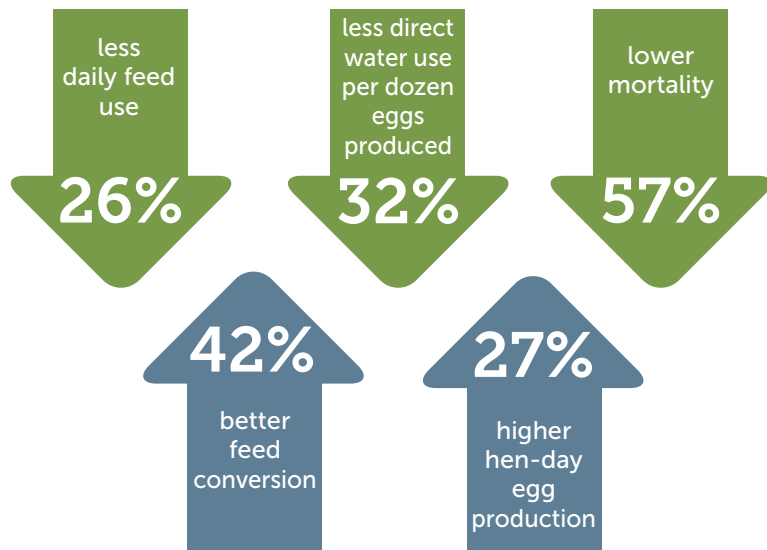 less
daily feed
use
26%
less direct
water use
per dozen
eggs
produced
32%
lower
mortality
57%
42%
better
feed
conversion
27%
higher
hen-day
egg
production